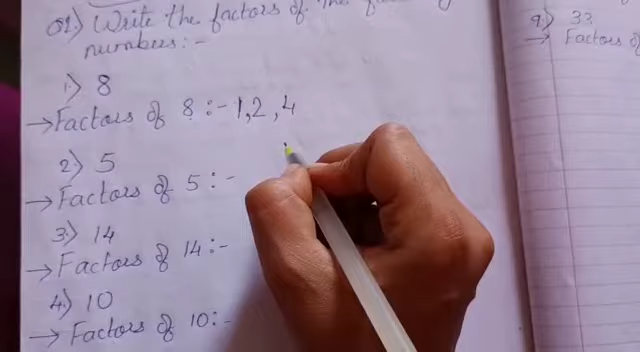 Q1) Write the factors of the
numbers:-
1) 8
→ Factors of 8 :- 1, 2, 4
2) 5
→ Factors of 5 :-
3) 14
→ Factors of 14 :-
4) 10
→ Factors of 10 :-
9) 33
→ Factors of